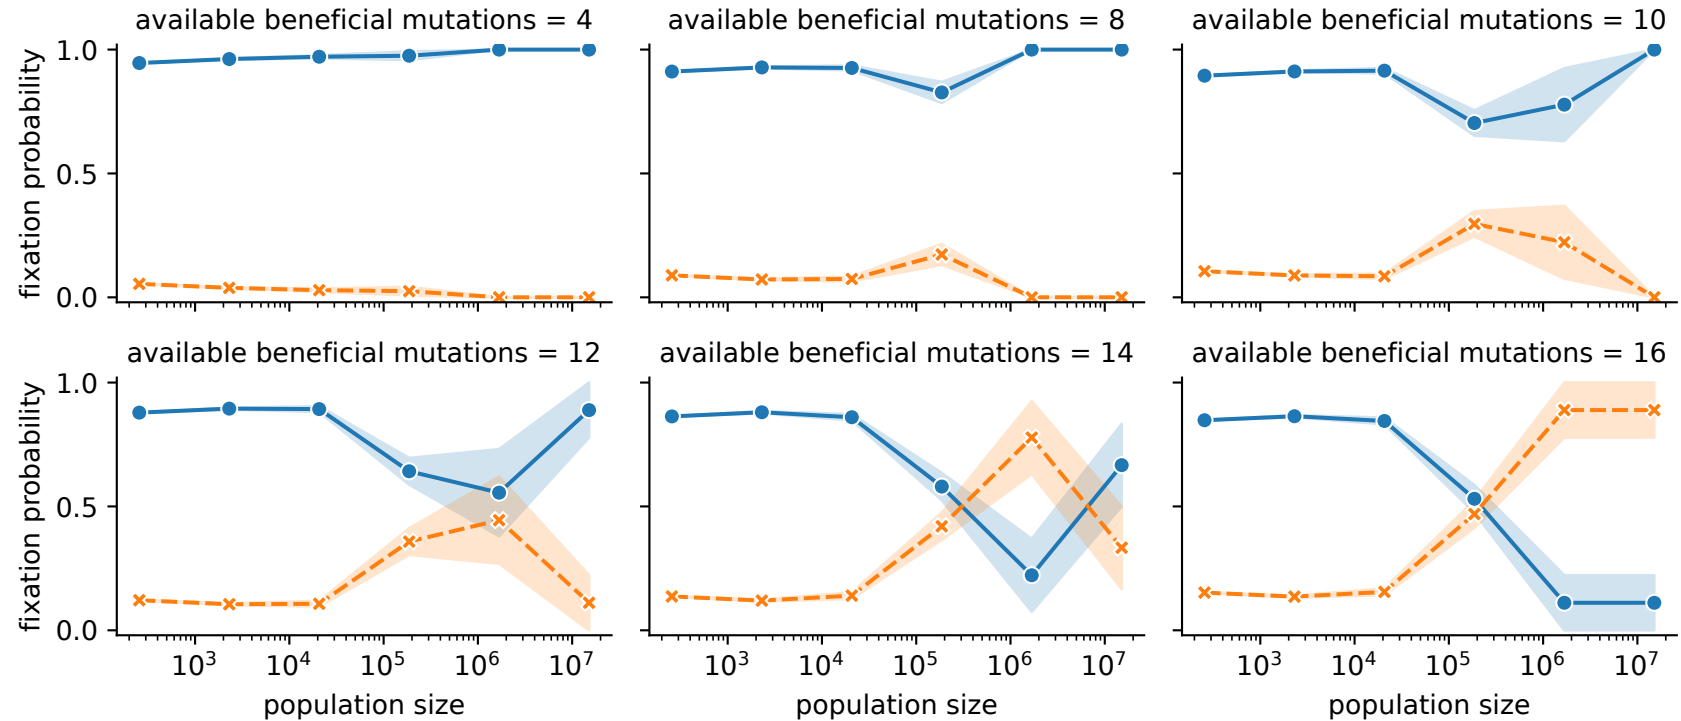 available beneficial mutations = 4
available beneficial mutations = 8
available beneficial mutations = 10
fixation probability
1.0
0.5
0.0
available beneficial mutations = 12
available beneficial mutations = 14
available beneficial mutations = 16
fixation probability
1.0
0.5
0.0
10³ 10⁴ 10⁵ 10⁶ 10⁷
10³ 10⁴ 10⁵ 10⁶ 10⁷
10³ 10⁴ 10⁵ 10⁶ 10⁷
population size
population size
population size